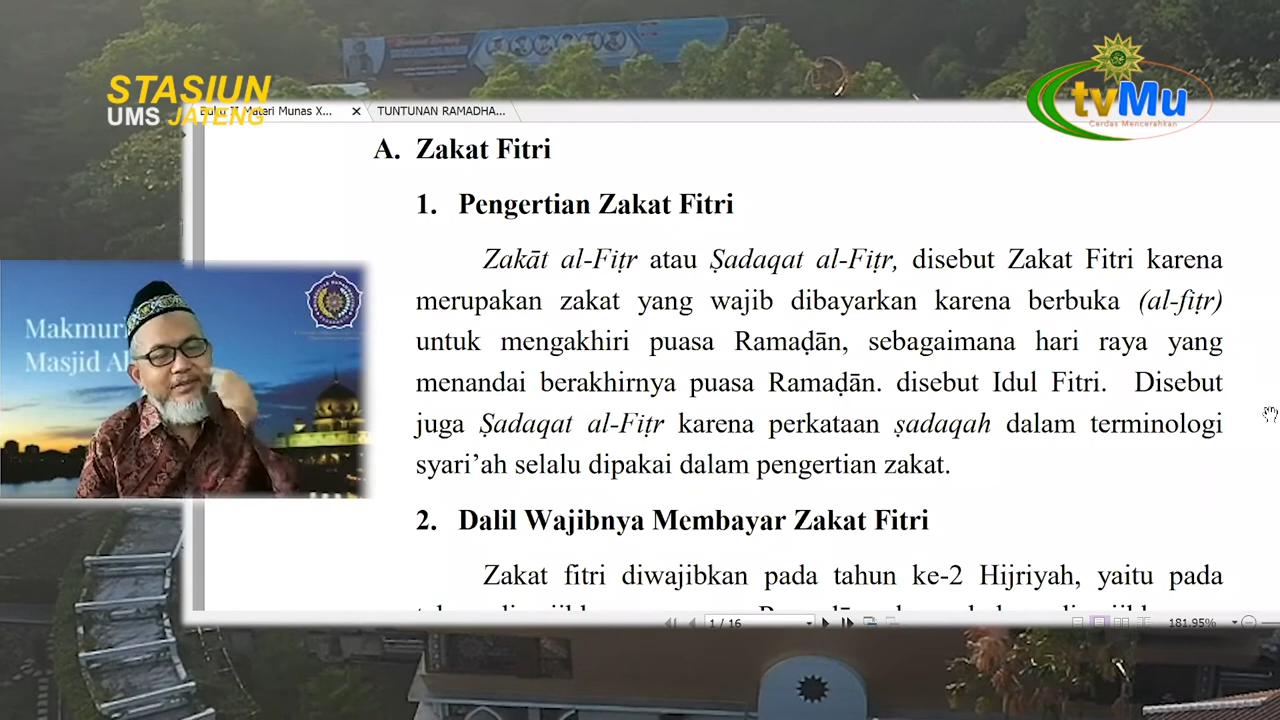 STASIUN
UMS JATENG
Materi Munas X...
TUNTUNAN RAMADHA...
tvMu
Cerdas Mencerahkan
A. Zakat Fitri
1. Pengertian Zakat Fitri
Zakāt al-Fiṭr atau Ṣadaqat al-Fiṭr, disebut Zakat Fitri karena
merupakan zakat yang wajib dibayarkan karena berbuka (al-fiṭr)
untuk mengakhiri puasa Ramaḍān, sebagaimana hari raya yang
menandai berakhirnya puasa Ramaḍān. disebut Idul Fitri. Disebut
juga Ṣadaqat al-Fiṭr karena perkataan ṣadaqah dalam terminologi
syari’ah selalu dipakai dalam pengertian zakat.
2. Dalil Wajibnya Membayar Zakat Fitri
Zakat fitri diwajibkan pada tahun ke-2 Hijriyah, yaitu pada
Masjid
1 / 16
181.95%